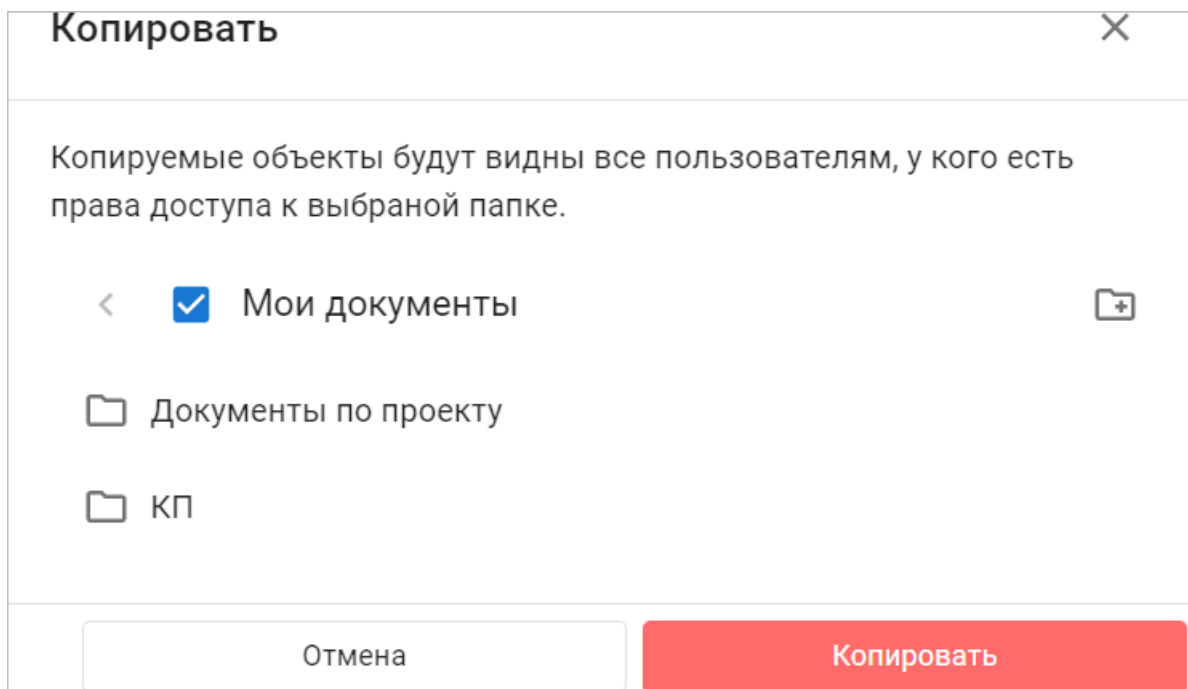 Копировать
Копируемые объекты будут видны все пользователям, у кого есть
права доступа к выбраной папке.
Мои документы
Документы по проекту
КП
Отмена
Копировать